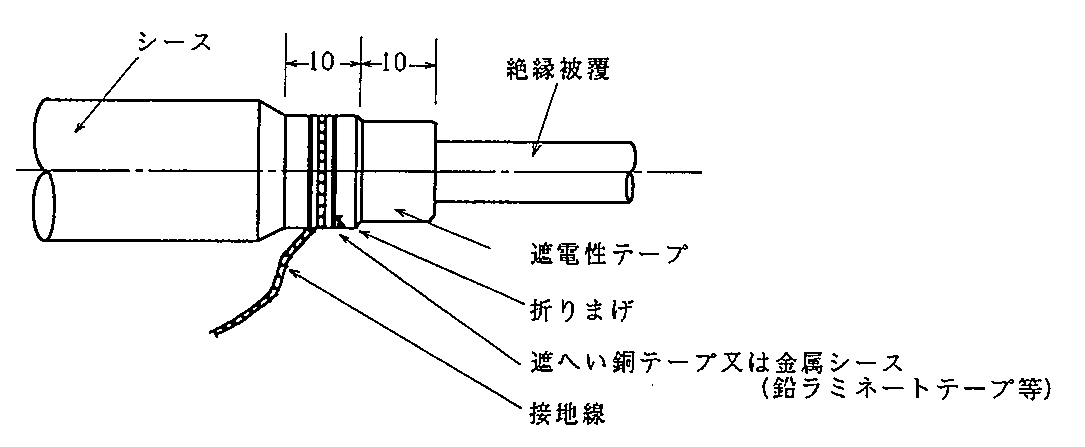 シース
10 10
絶縁被覆
遮電性テープ
折りまげ
遮へい銅テープ又は金属シース
(鉛ラミネートテープ等)
接地線